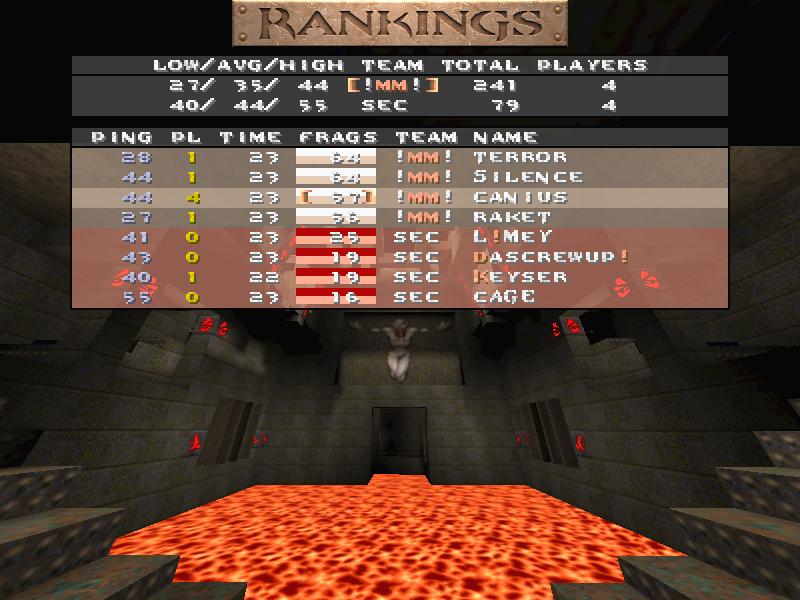 RANKINGS
LOW/AVG/HIGH TEAM TOTAL PLAYERS
27/ 35/ 44 [!MM!] 241 4
40/ 44/ 55 SEC 79 4
PING PL TIME FRAGS TEAM NAME
28 1 23 64 !MM! TERROR
44 1 23 64 !MM! SILENCE
44 4 23 [ 57] !MM! CANIUS
27 1 23 56 !MM! RAKET
41 0 23 25 SEC L!MEY
43 0 23 19 SEC DASCREWUP!
40 1 22 19 SEC KEYSER
55 0 23 16 SEC CAGE